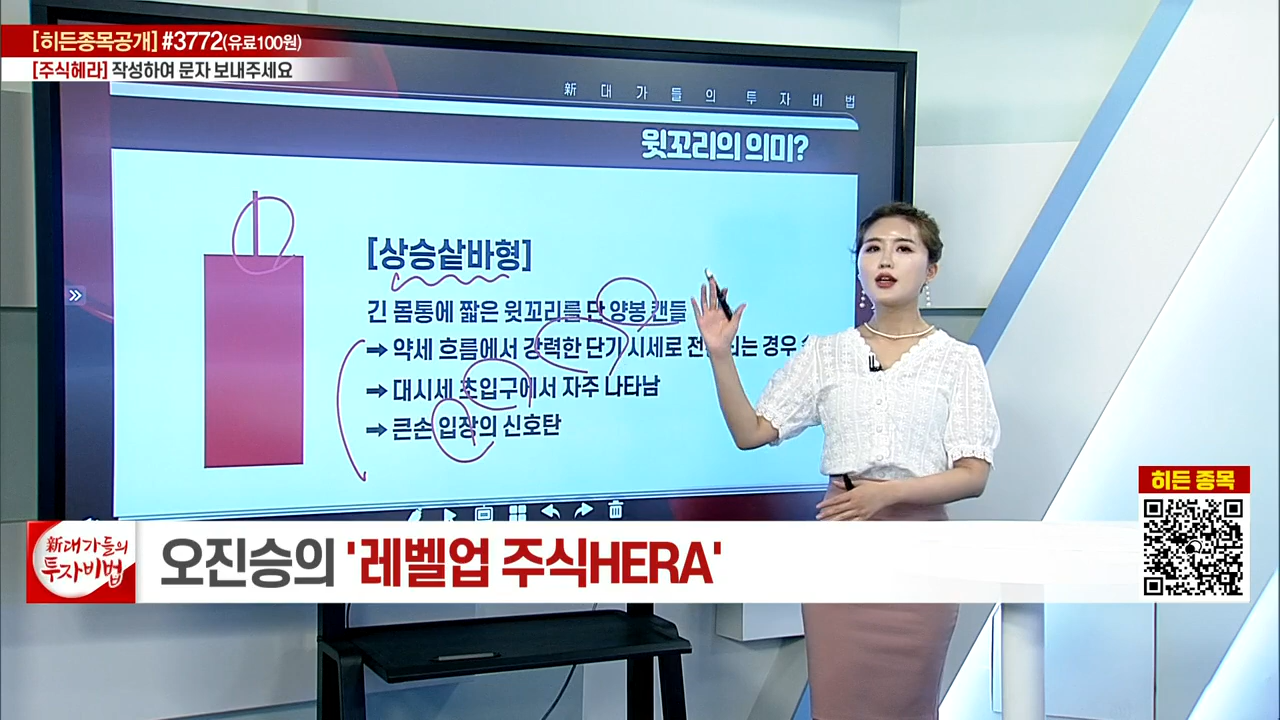 [히든종목공개] #3772(유료100원)
[주식헤라] 작성하여 문자 보내주세요
新 대 가 들 의 투 자 비 법
윗꼬리의 의미?
[상승샅바형]
긴 몸통에 짧은 윗꼬리를 단 양봉 캔들
➡ 약세 흐름에서 강력한 단기 시세로 전환되는 경우
➡ 대시세 초입구에서 자주 나타남
➡ 큰손 입장의 신호탄
히든 종목
新대가들의
투자비법
오진승의 '레벨업 주식HERA'